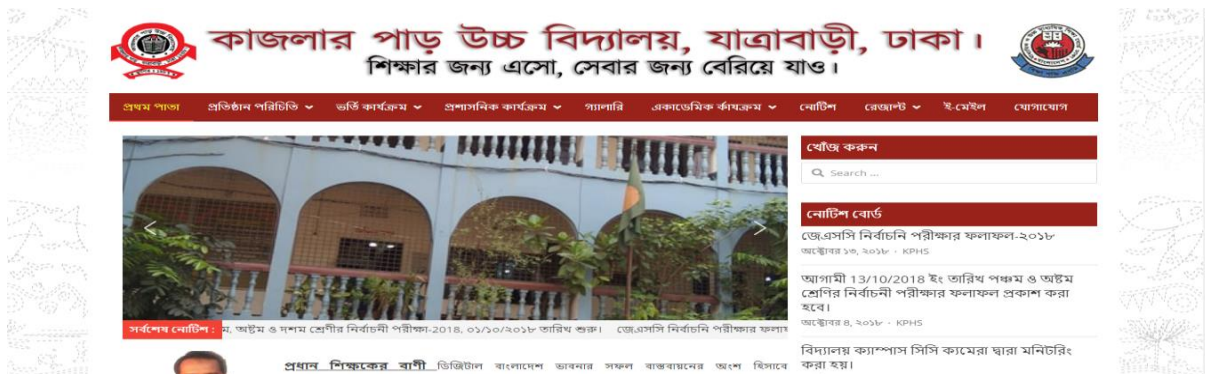 কাজলার পাড় উচ্চ বিদ্যালয়, যাত্রাবাড়ী, ঢাকা।
শিক্ষার জন্য এসো, সেবার জন্য বেরিয়ে যাও।
প্রথম পাতা প্রতিষ্ঠান পরিচিতি ভর্তি কার্যক্রম প্রশাসনিক কার্যক্রম গ্যালারি একাডেমিক র্কাযক্রম নোটিশ রেজাল্ট ই-মেইল যোগাযোগ
খোঁজ করুন
Search ...
নোটিশ বোর্ড
জেএসসি নির্বাচনি পরীক্ষার ফলাফল-২০১৮
অক্টোবর ১৩, ২০১৮ · KPHS
আগামী 13/10/2018 ইং তারিখ পঞ্চম ও অষ্টম
শ্রেণির নির্বাচনী পরীক্ষার ফলাফল প্রকাশ করা
হবে।
অক্টোবর ৪, ২০১৮ · KPHS
বিদ্যালয় ক্যাম্পাস সিসি ক্যমেরা দ্বারা মনিটরিং
করা হয়।
সর্বশেষ নোটিশ : ম, অষ্টম ও দশম শ্রেণীর নির্বাচনী পরীক্ষা-2018, ০১/১০/২০১৮ তারিখ শুরু। জেএসসি নির্বাচনি পরীক্ষার
প্রধান শিক্ষকের বাণী ডিজিটাল বাংলাদেশ ভাবনার সফল বাস্তবায়নের অংশ হিসাবে